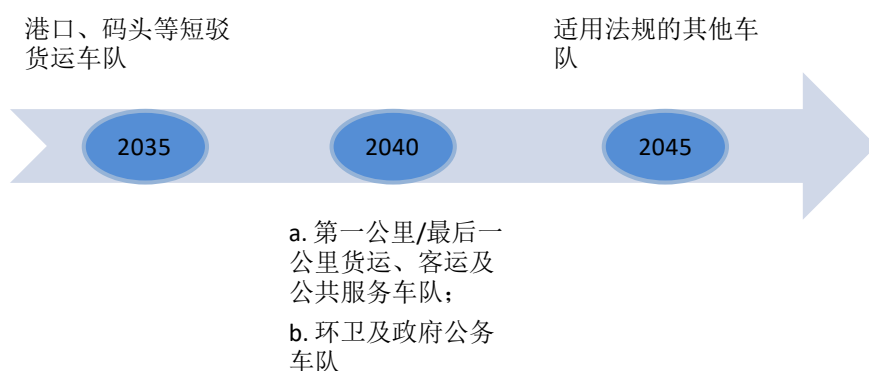 港口、码头等短驳
货运车队
适用法规的其他车
队
2035
2040
2045
a. 第一公里/最后一
公里货运、客运及
公共服务车队；
b. 环卫及政府公务
车队